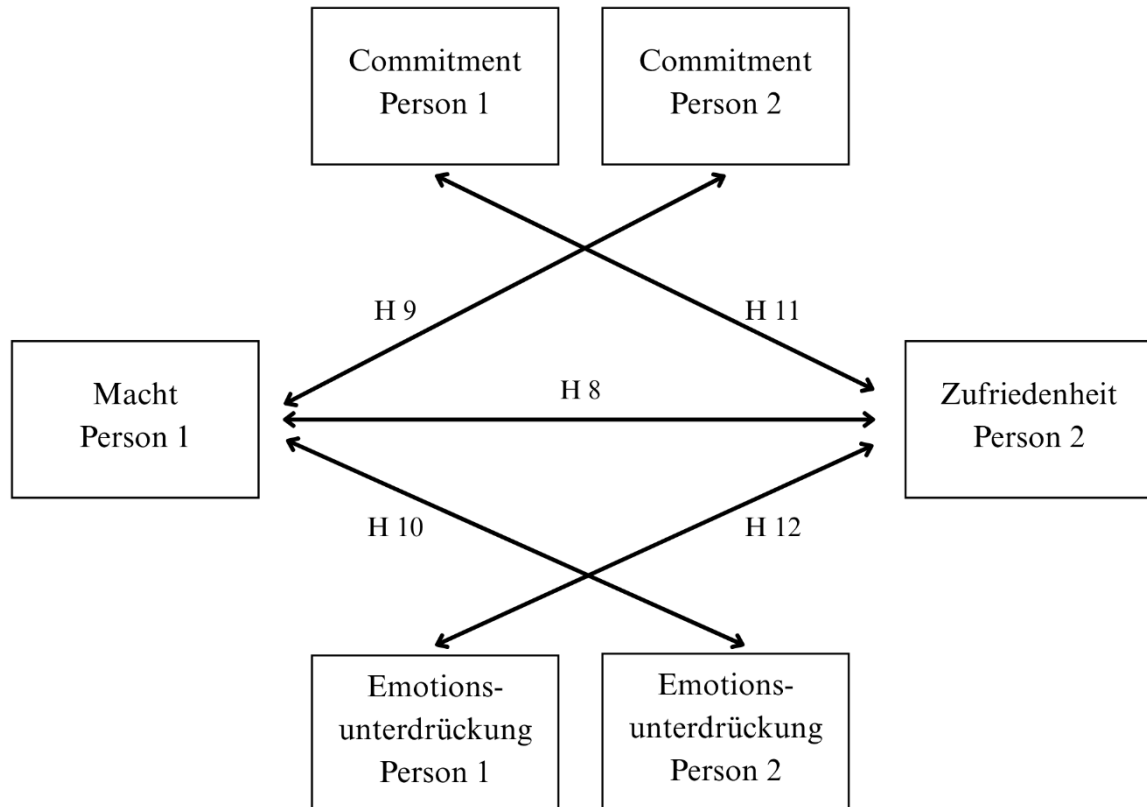 Commitment
Person 1
Commitment
Person 2
H 9
H 11
Macht
Person 1
H 8
Zufriedenheit
Person 2
H 10
H 12
Emotions-
unterdrückung
Person 1
Emotions-
unterdrückung
Person 2